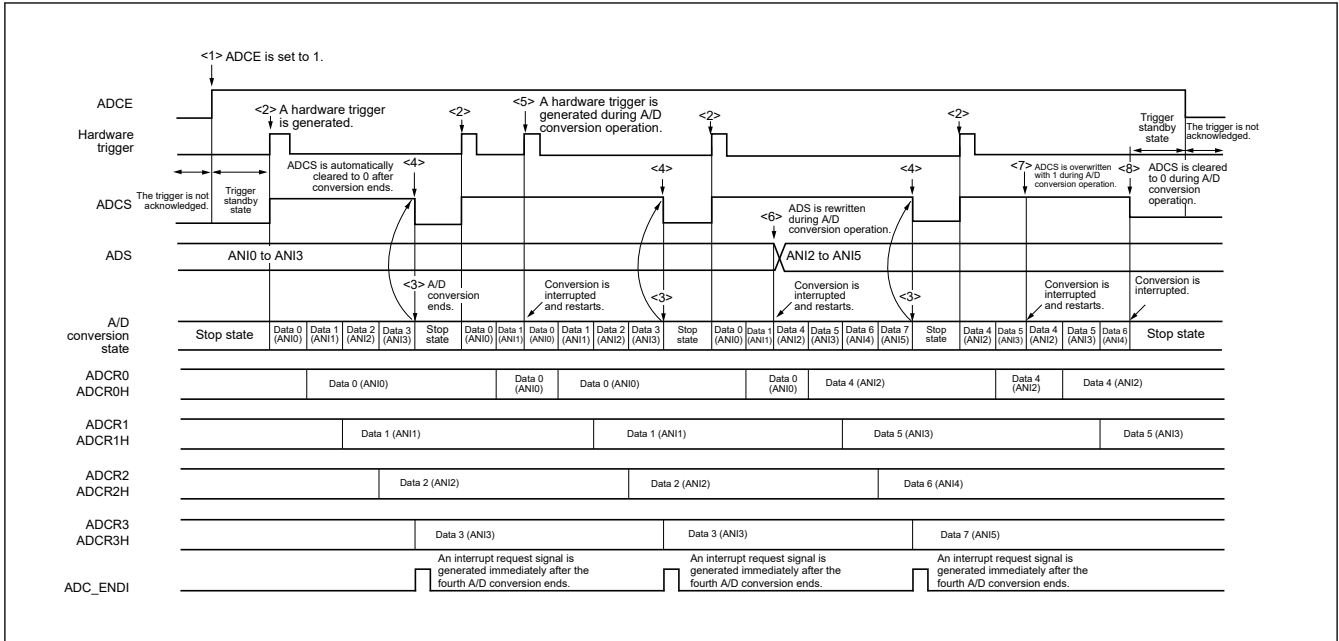 <1> ADCE is set to 1.
ADCE
<2> A hardware trigger
is generated.
<2>
<5> A hardware trigger is
generated during A/D
conversion operation.
<2>
<2>
Trigger
standby
state
The trigger is not
acknowledged.
Hardware
trigger
ADCS is automatically
cleared to 0 after
conversion ends.
<4>
<4>
<4>
<7> ADCS is overwritten
with 1 during A/D
conversion operation.
<8> ADCS is cleared
to 0 during A/D
conversion
operation.
ADCS
The trigger is not
acknowledged.
Trigger
standby
state
<6> ADS is rewritten
during A/D
conversion operation.
ADS
ANI0 to ANI3
ANI2 to ANI5
<3> A/D
conversion
ends.
Conversion is
interrupted
and restarts.
<3>
Conversion is
interrupted
and restarts.
<3>
Conversion is
interrupted
and restarts.
Conversion is
interrupted.
A/D
conversion
state
Stop state
Data 0
(ANI0)
Data 1
(ANI1)
Data 2
(ANI2)
Data 3
(ANI3)
Stop
state
Data 0
(ANI0)
Data 1
(ANI1)
Data 0
(ANI0)
Data 1
(ANI1)
Data 2
(ANI2)
Data 3
(ANI3)
Stop
state
Data 0
(ANI0)
Data 1
(ANI1)
Data 4
(ANI2)
Data 5
(ANI3)
Data 6
(ANI4)
Data 7
(ANI5)
Stop
state
Data 4
(ANI2)
Data 5
(ANI3)
Data 4
(ANI2)
Data 5
(ANI3)
Data 6
(ANI4)
Stop state
ADCR0
ADCR0H
Data 0 (ANI0)
Data 0
(ANI0)
Data 0 (ANI0)
Data 0
(ANI0)
Data 4 (ANI2)
Data 4
(ANI2)
Data 4 (ANI2)
ADCR1
ADCR1H
Data 1 (ANI1)
Data 1 (ANI1)
Data 5 (ANI3)
Data 5 (ANI3)
ADCR2
ADCR2H
Data 2 (ANI2)
Data 2 (ANI2)
Data 6 (ANI4)
ADCR3
ADCR3H
Data 3 (ANI3)
Data 3 (ANI3)
Data 7 (ANI5)
ADC_ENDI
An interrupt request signal is
generated immediately after the
fourth A/D conversion ends.
An interrupt request signal is
generated immediately after the
fourth A/D conversion ends.
An interrupt request signal is
generated immediately after the
fourth A/D conversion ends.